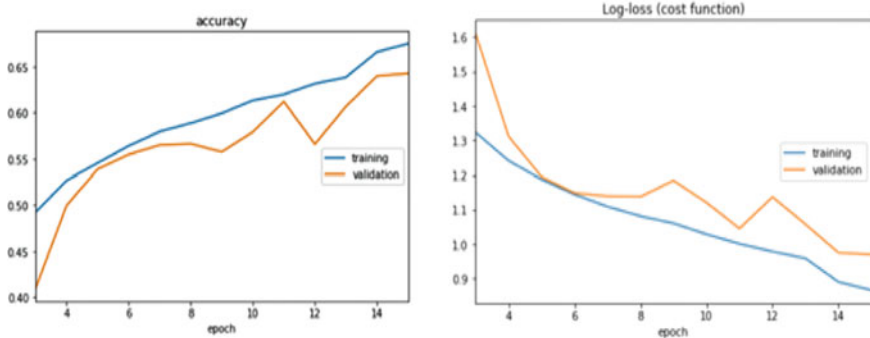 accuracy
0.65
0.60
0.55
0.50
0.45
0.40
training
validation
4 6 8 10 12 14
epoch
Log-loss (cost function)
1.6
1.5
1.4
1.3
1.2
1.1
1.0
0.9
training
validation
4 6 8 10 12 14
epoch